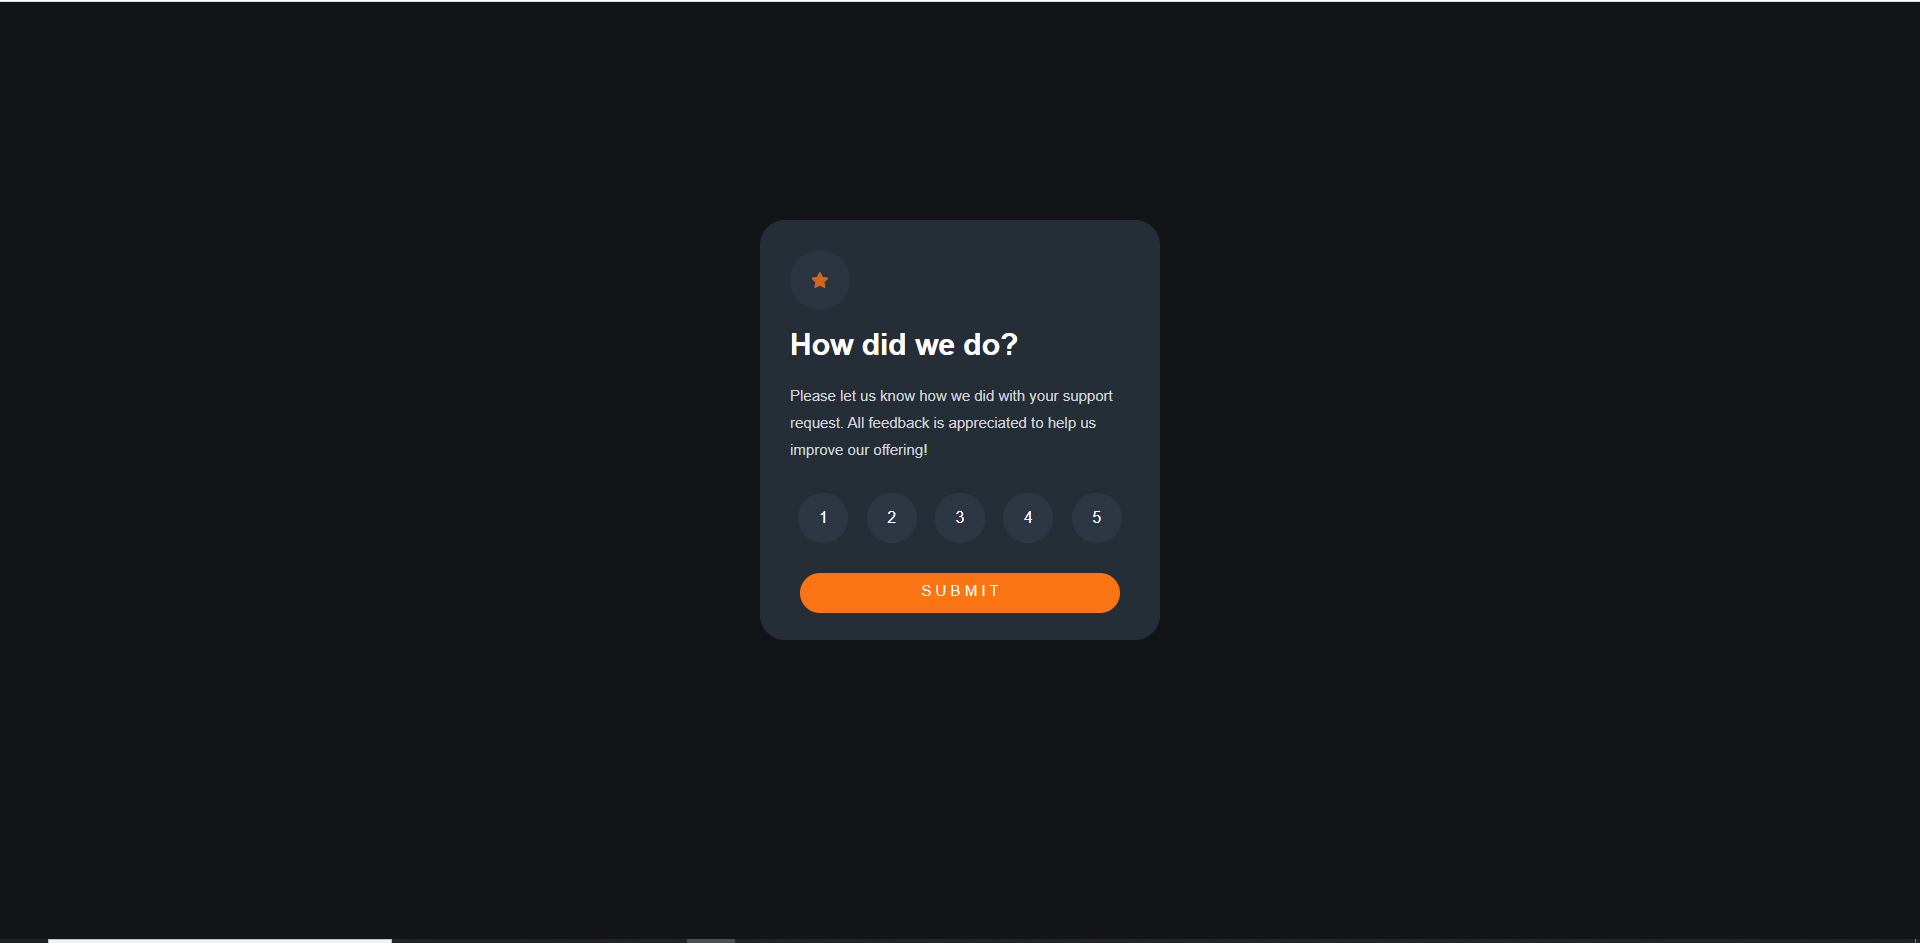 How did we do?
Please let us know how we did with your support
request. All feedback is appreciated to help us
improve our offering!
1 2 3 4 5
SUBMIT